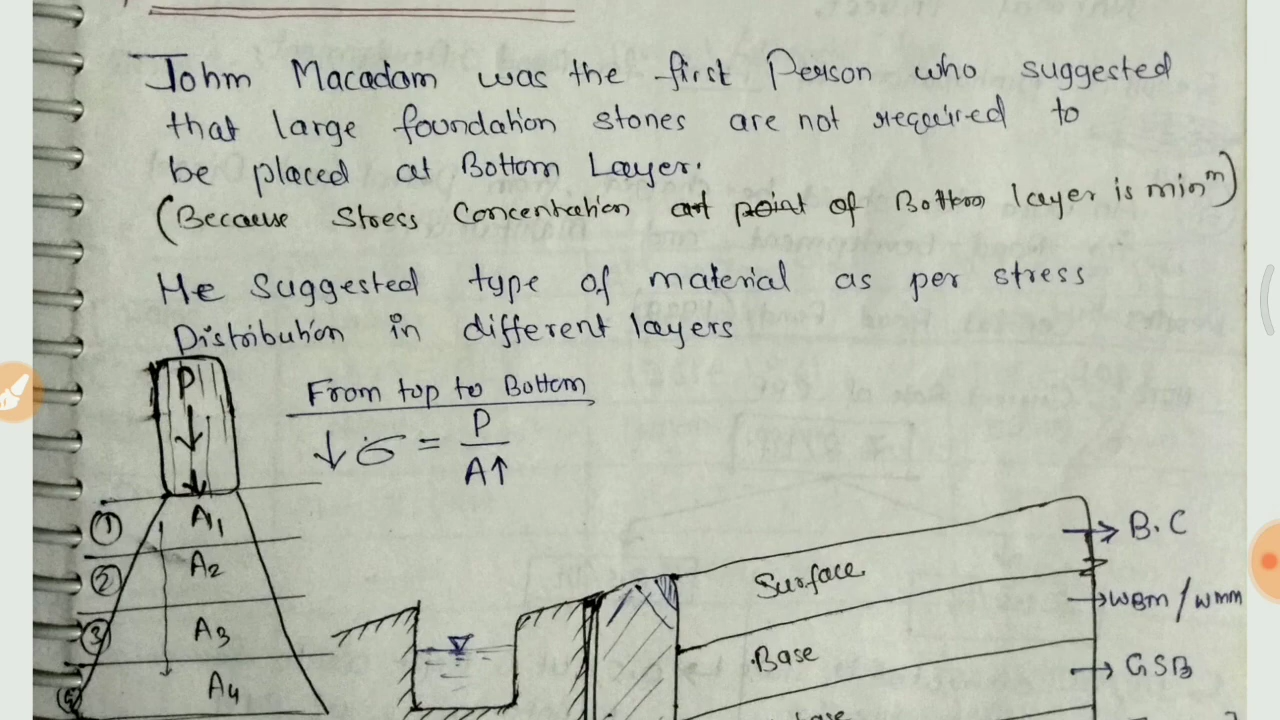 Johm Macadam was the first Person who suggested
that large foundation stones are not required to
be placed at Bottom Layer.
(Because stress concentration at point of Bottom layer is minᵐ)
He suggested type of material as per stress
Distribution in different layers
From top to Bottom
P
↓ σ = P / A↑
① A₁
② A₂
③ A₃
A₄
Surface
Base
→ B.C
→ WBM / WMM
→ GSB